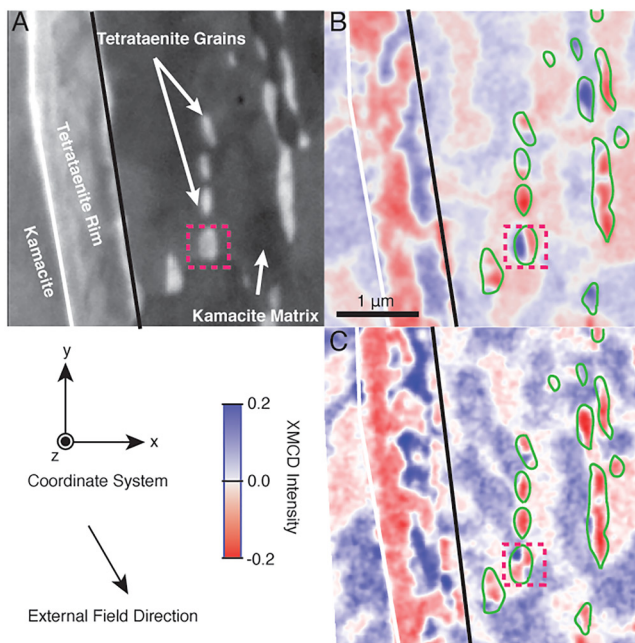 A
Tetrataenite Grains
Tetrataenite Rim
Kamacite
Kamacite Matrix
B
1 µm
C
y
z
x
Coordinate System
External Field Direction
0.2
0.0
-0.2
XMCD Intensity